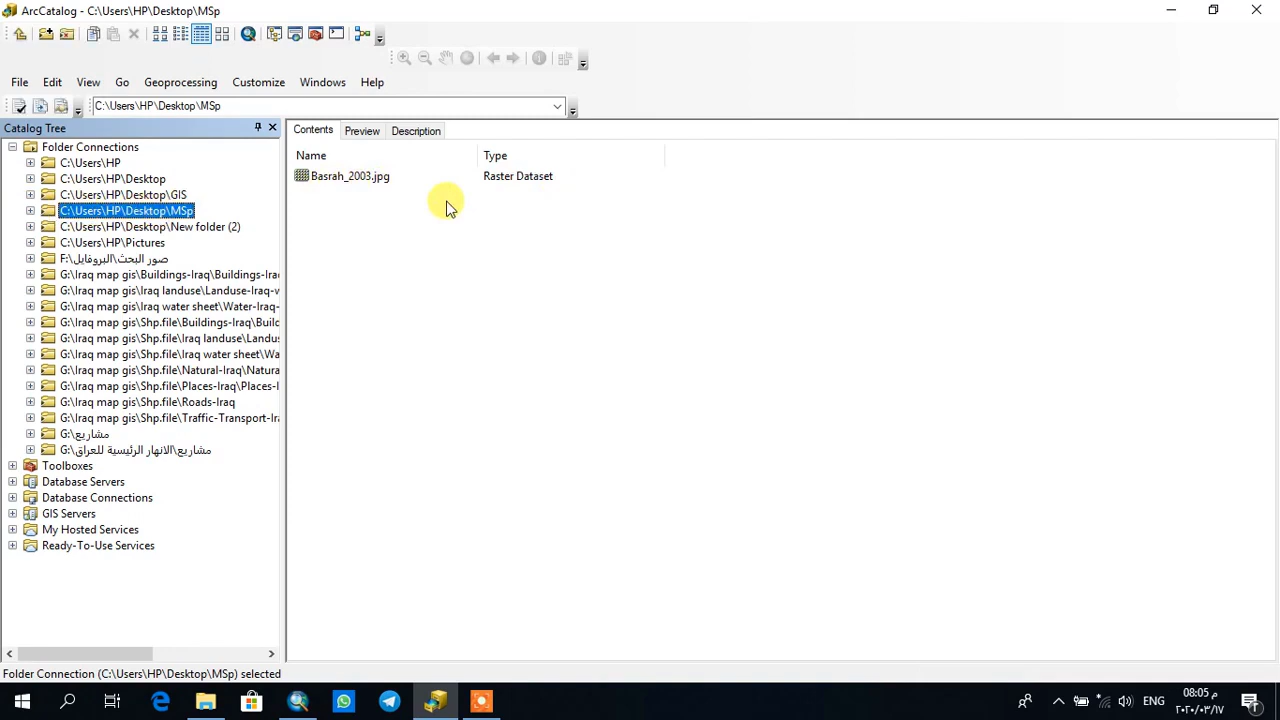 ArcCatalog - C:\Users\HP\Desktop\MSp
File Edit View Go Geoprocessing Customize Windows Help
C:\Users\HP\Desktop\MSp
Catalog Tree
Folder Connections
C:\Users\HP
C:\Users\HP\Desktop
C:\Users\HP\Desktop\GIS
C:\Users\HP\Desktop\MSp
C:\Users\HP\Desktop\New folder (2)
C:\Users\HP\Pictures
F:\صور البحث\البروفايل
G:\Iraq map gis\Buildings-Iraq\Buildings-Ira
G:\Iraq map gis\Iraq landuse\Landuse-Iraq-w
G:\Iraq map gis\Iraq water sheet\Water-Iraq-
G:\Iraq map gis\Shp.file\Buildings-Iraq\Build
G:\Iraq map gis\Shp.file\Iraq landuse\Landus
G:\Iraq map gis\Shp.file\Iraq water sheet\Wa
G:\Iraq map gis\Shp.file\Natural-Iraq\Natura
G:\Iraq map gis\Shp.file\Places-Iraq\Places-I
G:\Iraq map gis\Shp.file\Roads-Iraq
G:\Iraq map gis\Shp.file\Traffic-Transport-Ira
G:\مشاريع
G:\مشاريع\الانهار الرئيسية للعراق
Toolboxes
Database Servers
Database Connections
GIS Servers
My Hosted Services
Ready-To-Use Services
Contents Preview Description
Name Type
Basrah_2003.jpg Raster Dataset
Folder Connection (C:\Users\HP\Desktop\MSp) selected
ENG
08:05 م
٢٠٢٠/٠٣/١٧